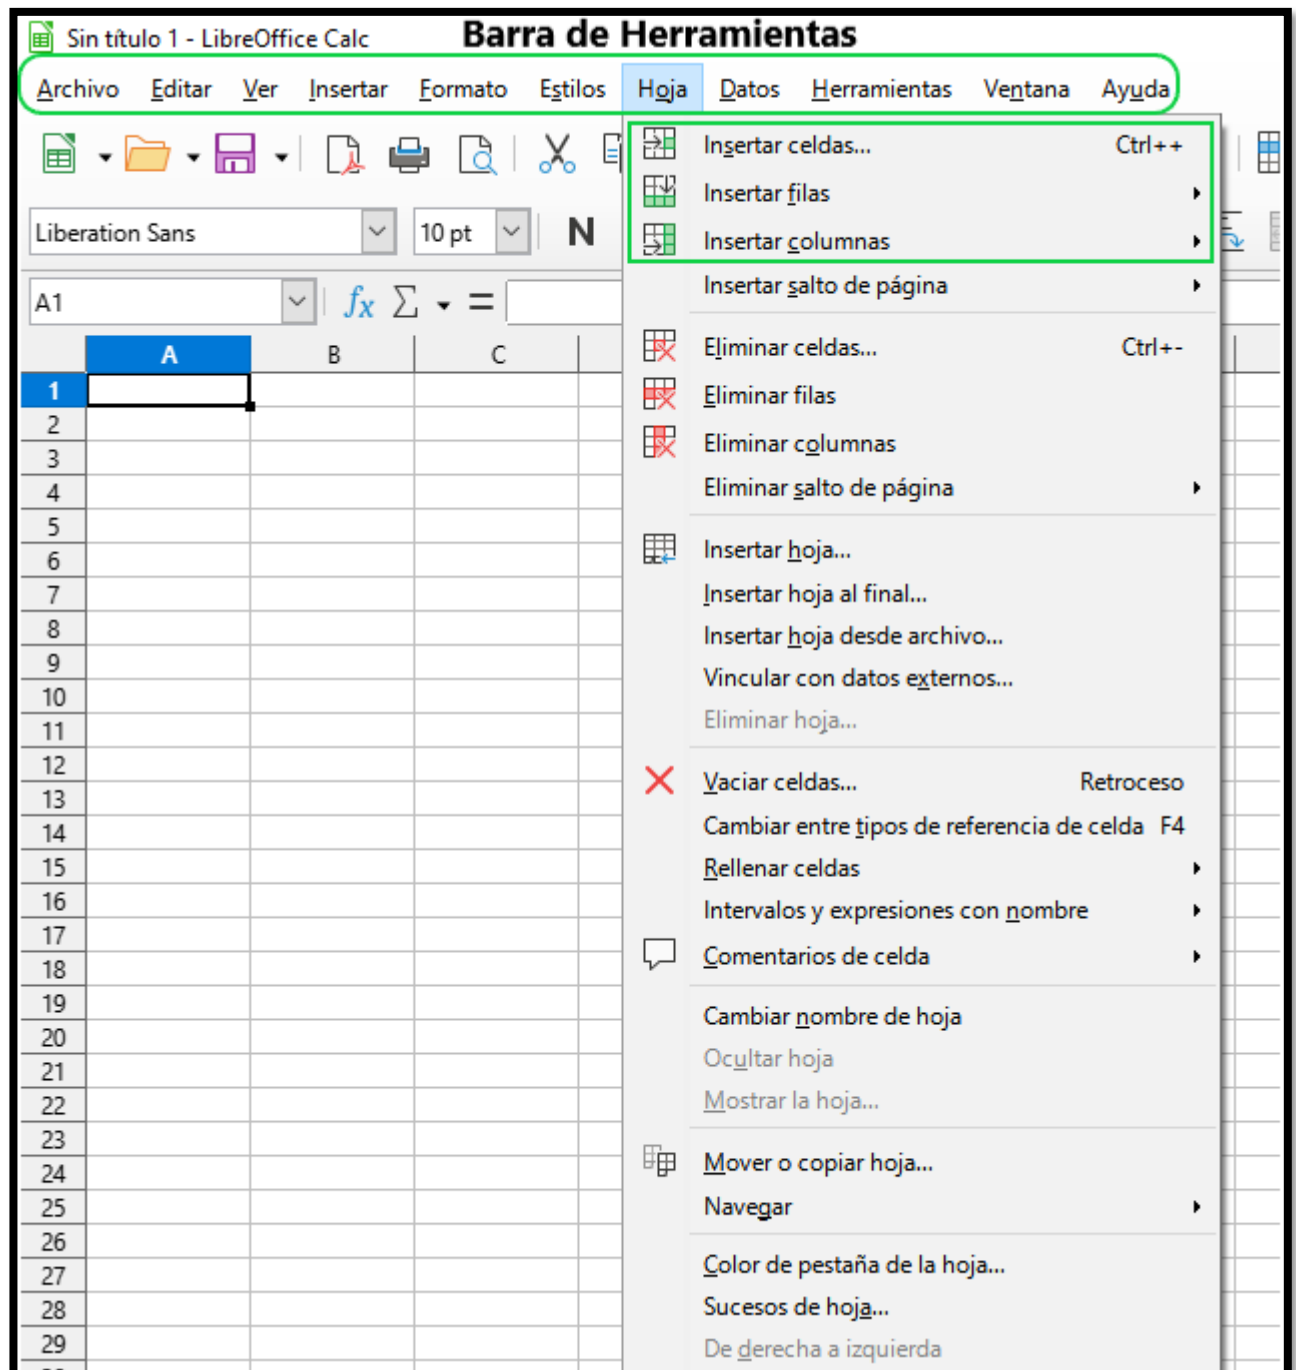 Sin título 1 - LibreOffice Calc
Barra de Herramientas
Archivo Editar Ver Insertar Formato Estilos Hoja Datos Herramientas Ventana Ayuda
Liberation Sans
10 pt
N
A1
fx Σ =
A B C
1
2
3
4
5
6
7
8
9
10
11
12
13
14
15
16
17
18
19
20
21
22
23
24
25
26
27
28
29
Insertar celdas... Ctrl++
Insertar filas
Insertar columnas
Insertar salto de página
Eliminar celdas... Ctrl+-
Eliminar filas
Eliminar columnas
Eliminar salto de página
Insertar hoja...
Insertar hoja al final...
Insertar hoja desde archivo...
Vincular con datos externos...
Eliminar hoja...
Vaciar celdas... Retroceso
Cambiar entre tipos de referencia de celda F4
Rellenar celdas
Intervalos y expresiones con nombre
Comentarios de celda
Cambiar nombre de hoja
Ocultar hoja
Mostrar la hoja...
Mover o copiar hoja...
Navegar
Color de pestaña de la hoja...
Sucesos de hoja...
De derecha a izquierda